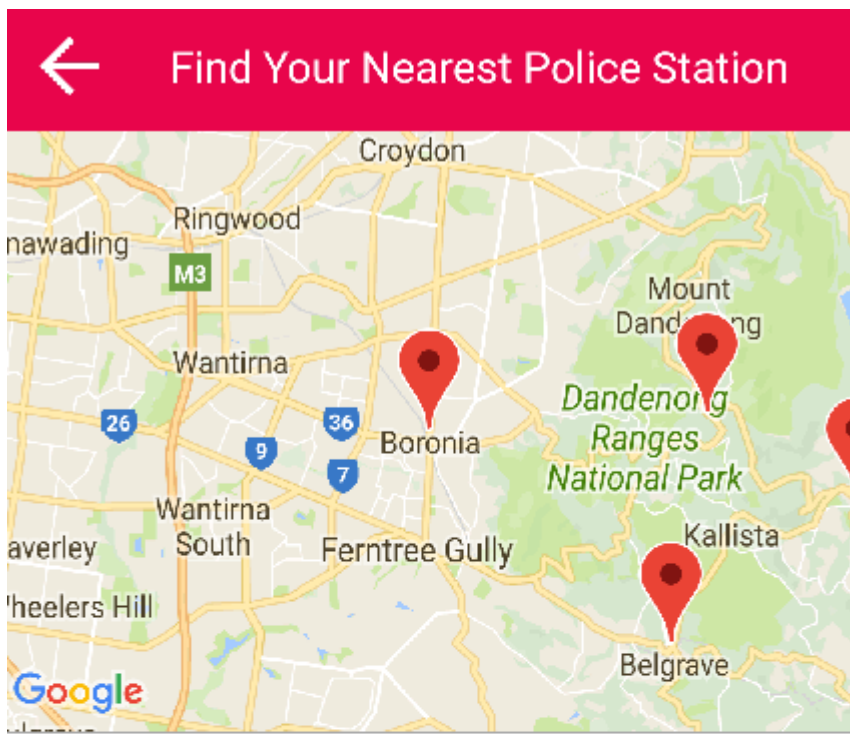 Find Your Nearest Police Station
Croydon
Ringwood
nawading
M3
Mount
Wantirna
Dandenong
26
36
Boronia
9
7
Ranges
National Park
Wantirna
South
averley
Ferntree Gully
Kallista
heelers Hill
Belgrave
Google